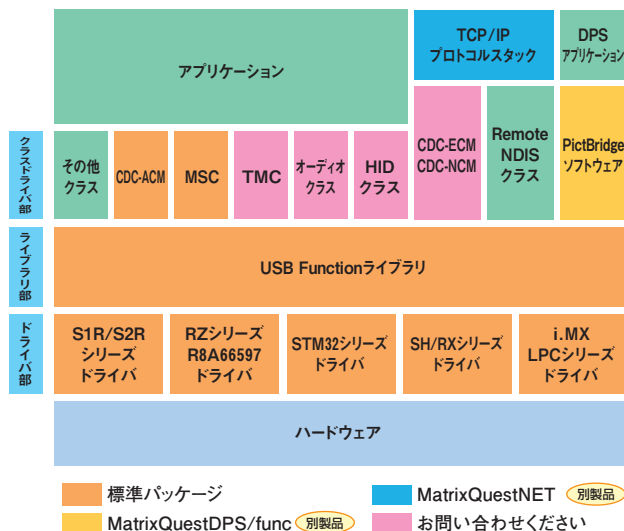 アプリケーション
TCP/IP
プロトコルスタック
DPS
アプリケーション
クラスドライバ部
その他
クラス
CDC-ACM
MSC
TMC
オーディオ
クラス
HID
クラス
CDC-ECM
CDC-NCM
Remote
NDIS
クラス
PictBridge
ソフトウェア
ライブラリ部
USB Functionライブラリ
ドライバ部
S1R/S2R
シリーズ
ドライバ
RZシリーズ
R8A66597
ドライバ
STM32シリーズ
ドライバ
SH/RXシリーズ
ドライバ
i.MX
LPCシリーズ
ドライバ
ハードウェア
標準パッケージ
MatrixQuestNET 別製品
MatrixQuestDPS/func 別製品
お問い合わせください